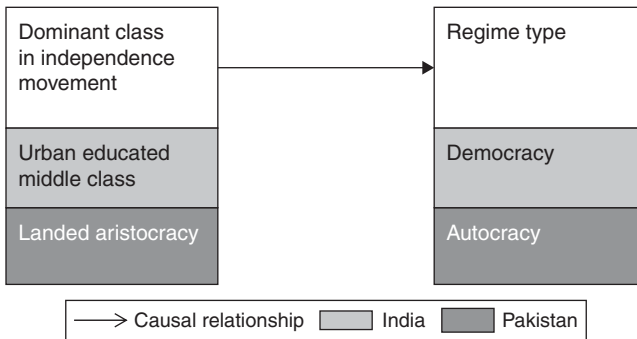 Dominant class
in independence
movement
Regime type
Urban educated
middle class
Democracy
Landed aristocracy
Autocracy
Causal relationship India Pakistan